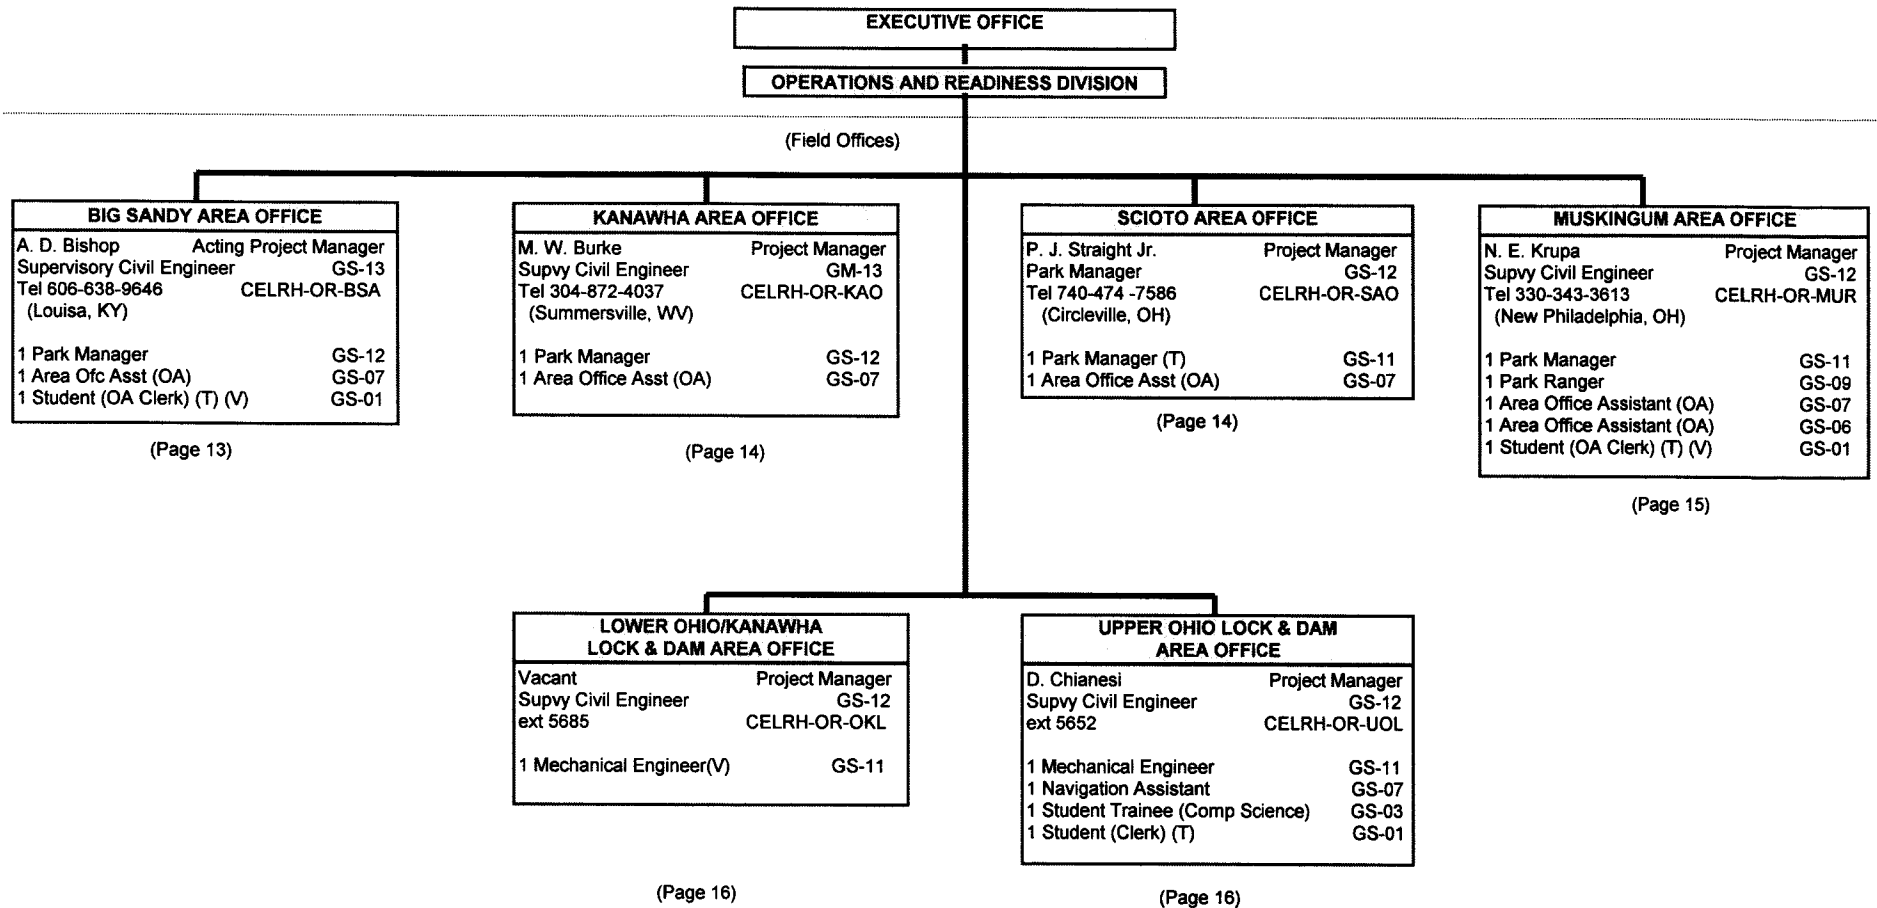 EXECUTIVE OFFICE
OPERATIONS AND READINESS DIVISION
(Field Offices)
BIG SANDY AREA OFFICE
A. D. Bishop Acting Project Manager
Supervisory Civil Engineer GS-13
Tel 606-638-9646 CELRH-OR-BSA
(Louisa, KY)
1 Park Manager GS-12
1 Area Ofc Asst (OA) GS-07
1 Student (OA Clerk) (T) (V) GS-01
(Page 13)
KANAWHA AREA OFFICE
M. W. Burke Project Manager
Supvy Civil Engineer GM-13
Tel 304-872-4037 CELRH-OR-KAO
(Summersville, WV)
1 Park Manager GS-12
1 Area Office Asst (OA) GS-07
(Page 14)
SCIOTO AREA OFFICE
P. J. Straight Jr. Project Manager
Park Manager GS-12
Tel 740-474 -7586 CELRH-OR-SAO
(Circleville, OH)
1 Park Manager (T) GS-11
1 Area Office Asst (OA) GS-07
(Page 14)
MUSKINGUM AREA OFFICE
N. E. Krupa Project Manager
Supvy Civil Engineer GS-12
Tel 330-343-3613 CELRH-OR-MUR
(New Philadelphia, OH)
1 Park Manager GS-11
1 Park Ranger GS-09
1 Area Office Assistant (OA) GS-07
1 Area Office Assistant (OA) GS-06
1 Student (OA Clerk) (T) (V) GS-01
(Page 15)
LOWER OHIO/KANAWHA
LOCK & DAM AREA OFFICE
Vacant Project Manager
Supvy Civil Engineer GS-12
ext 5685 CELRH-OR-OKL
1 Mechanical Engineer(V) GS-11
(Page 16)
UPPER OHIO LOCK & DAM
AREA OFFICE
D. Chianesi Project Manager
Supvy Civil Engineer GS-12
ext 5652 CELRH-OR-UOL
1 Mechanical Engineer GS-11
1 Navigation Assistant GS-07
1 Student Trainee (Comp Science) GS-03
1 Student (Clerk) (T) GS-01
(Page 16)